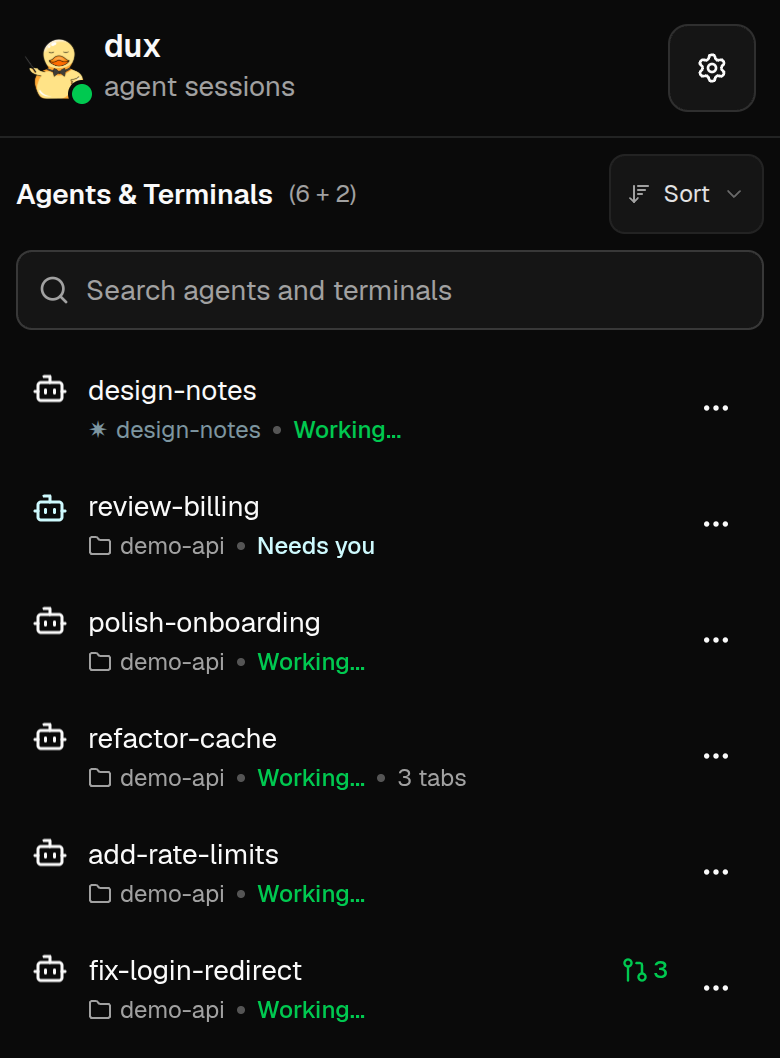 dux
agent sessions
Agents & Terminals (6 + 2)
Sort
Search agents and terminals
design-notes
design-notes • Working...
review-billing
demo-api • Needs you
polish-onboarding
demo-api • Working...
refactor-cache
demo-api • Working... • 3 tabs
add-rate-limits
demo-api • Working...
fix-login-redirect 3
demo-api • Working...